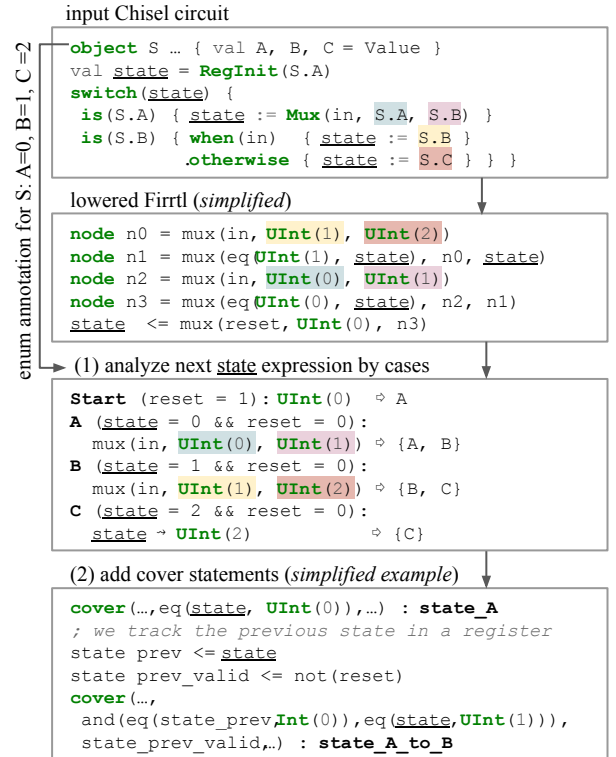 input Chisel circuit
object S … { val A, B, C = Value }
val state = RegInit(S.A)
switch(state) {
is(S.A) { state := Mux(in, S.A, S.B) }
is(S.B) { when(in) { state := S.B }
.otherwise { state := S.C } } }
enum annotation for S: A=0, B=1, C =2
lowered Firrtl (simplified)
node n0 = mux(in, UInt(1), UInt(2))
node n1 = mux(eq(UInt(1), state), n0, state)
node n2 = mux(in, UInt(0), UInt(1))
node n3 = mux(eq(UInt(0), state), n2, n1)
state <= mux(reset, UInt(0), n3)
(1) analyze next state expression by cases
Start (reset = 1): UInt(0) ⇨ A
A (state = 0 && reset = 0):
mux(in, UInt(0), UInt(1)) ⇨ {A, B}
B (state = 1 && reset = 0):
mux(in, UInt(1), UInt(2)) ⇨ {B, C}
C (state = 2 && reset = 0):
state → UInt(2) ⇨ {C}
(2) add cover statements (simplified example)
cover(…,eq(state, UInt(0)),…) : state_A
; we track the previous state in a register
state prev <= state
state prev_valid <= not(reset)
cover(…,
and(eq(state_prev,Int(0)),eq(state,UInt(1))),
state_prev_valid,…) : state_A_to_B